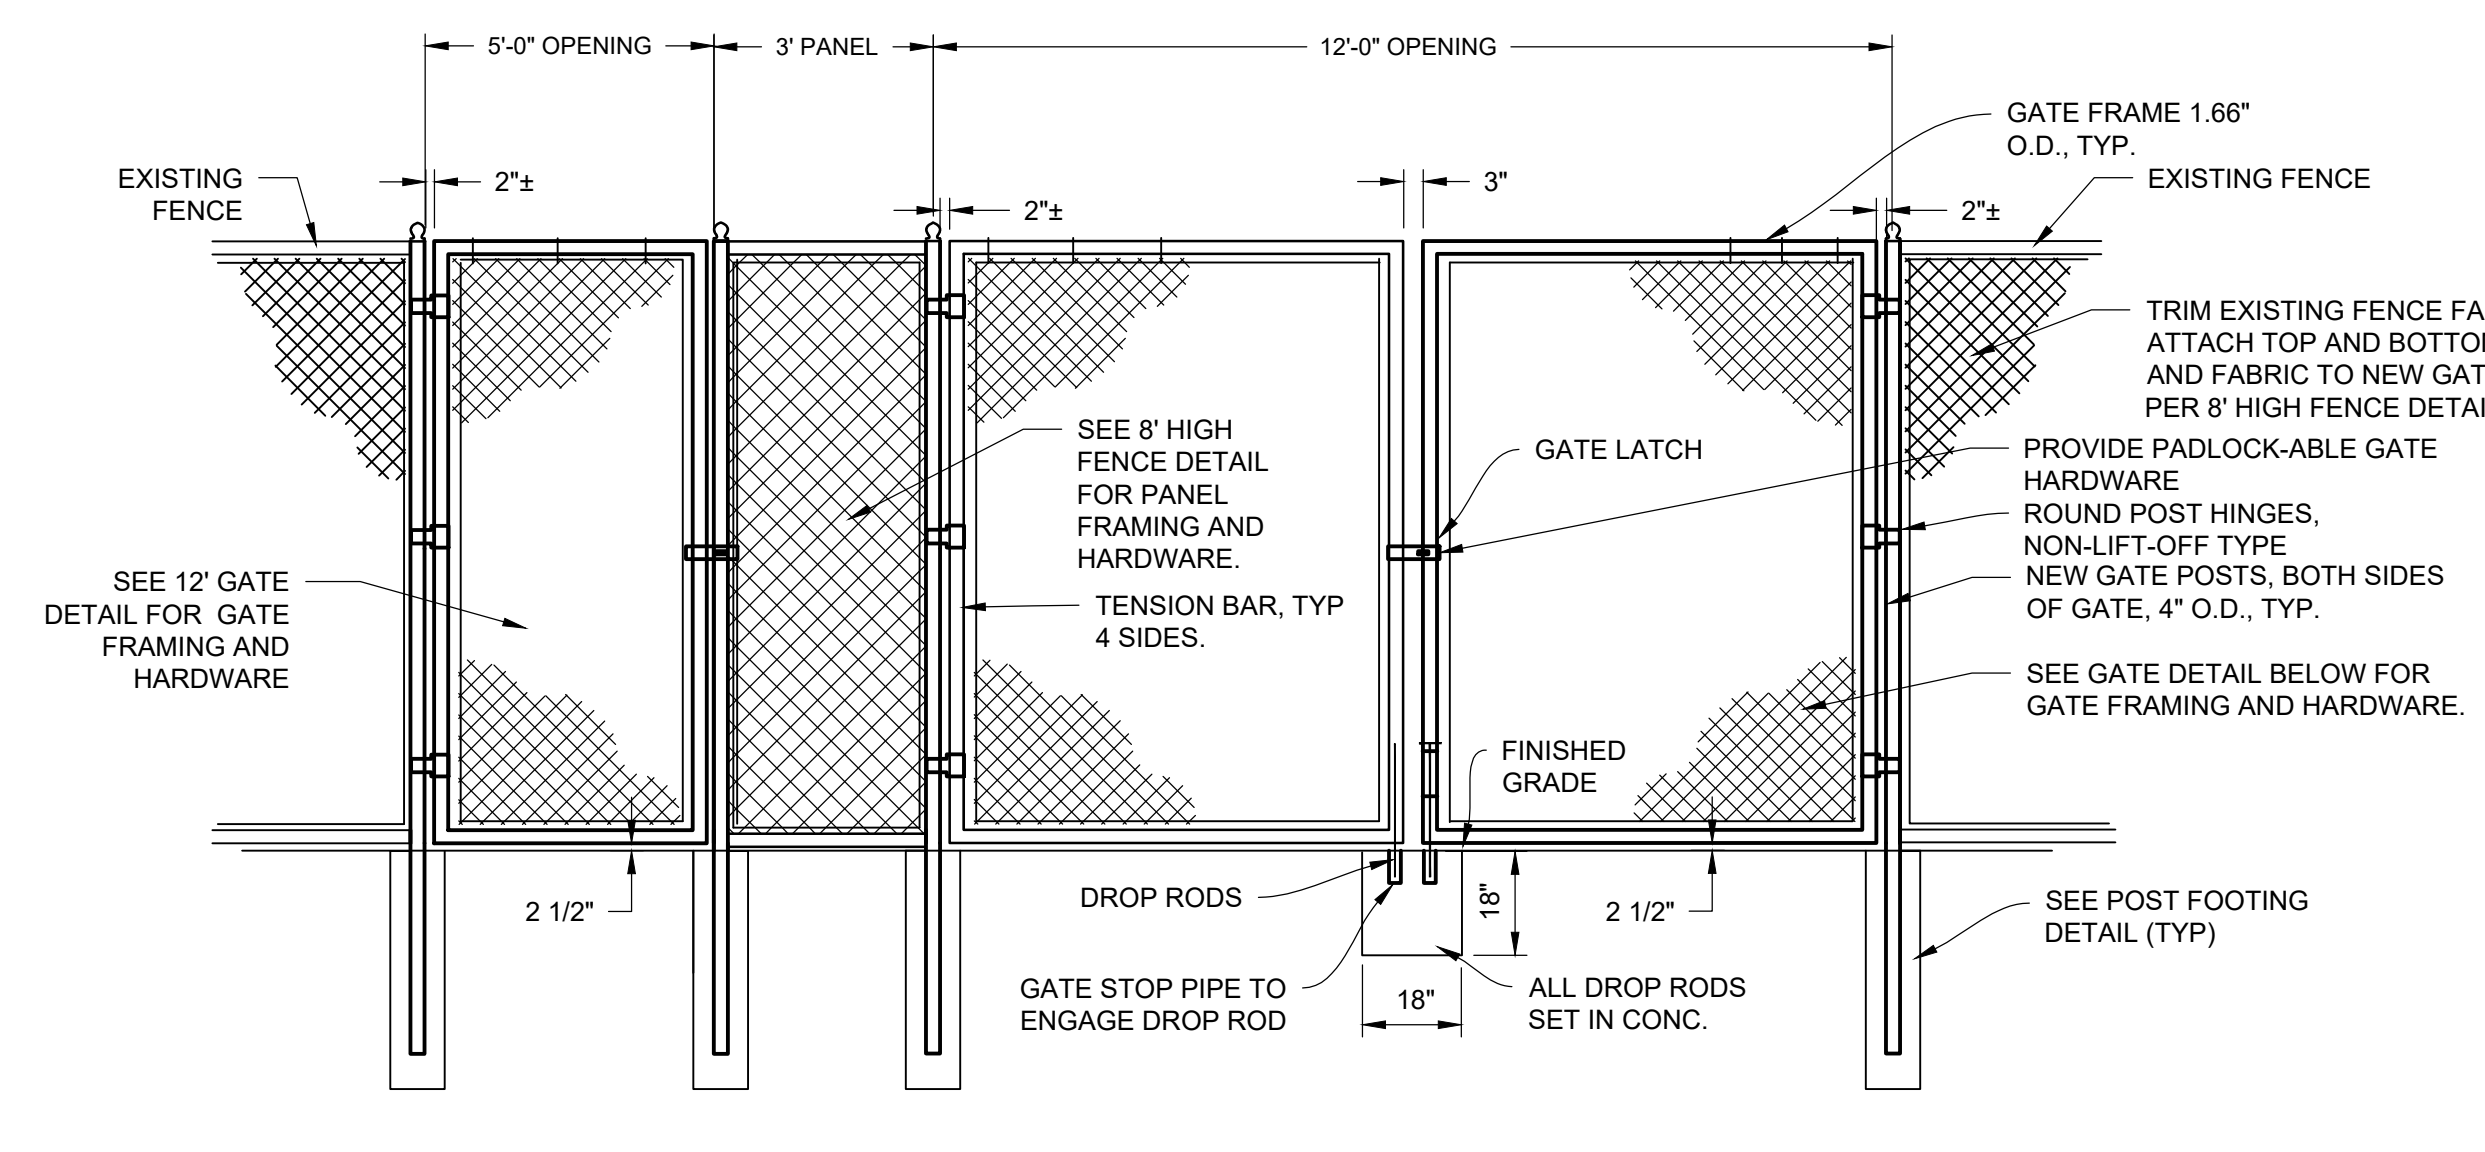 5'-0" OPENING
3' PANEL
12'-0" OPENING
GATE FRAME 1.66"
O.D., TYP.
EXISTING
FENCE
2"±
2"±
3"
2"±
EXISTING FENCE
TRIM EXISTING FENCE
ATTACH TOP AND
AND FABRIC TO NEW
PER 8' HIGH FENCE
SEE 8' HIGH
FENCE DETAIL
FOR PANEL
FRAMING AND
HARDWARE.
GATE LATCH
PROVIDE PADLOCK-ABLE GATE
HARDWARE
ROUND POST HINGES,
NON-LIFT-OFF TYPE
NEW GATE POSTS, BOTH SIDES
OF GATE, 4" O.D., TYP.
SEE 12' GATE
DETAIL FOR  GATE
FRAMING AND
HARDWARE
TENSION BAR, TYP
4 SIDES.
SEE GATE DETAIL BELOW FOR
GATE FRAMING AND HARDWARE.
FINISHED
GRADE
2 1/2"
DROP RODS
18"
2 1/2"
SEE POST FOOTING
DETAIL (TYP)
GATE STOP PIPE TO
ENGAGE DROP ROD
18"
ALL DROP RODS
SET IN CONC.